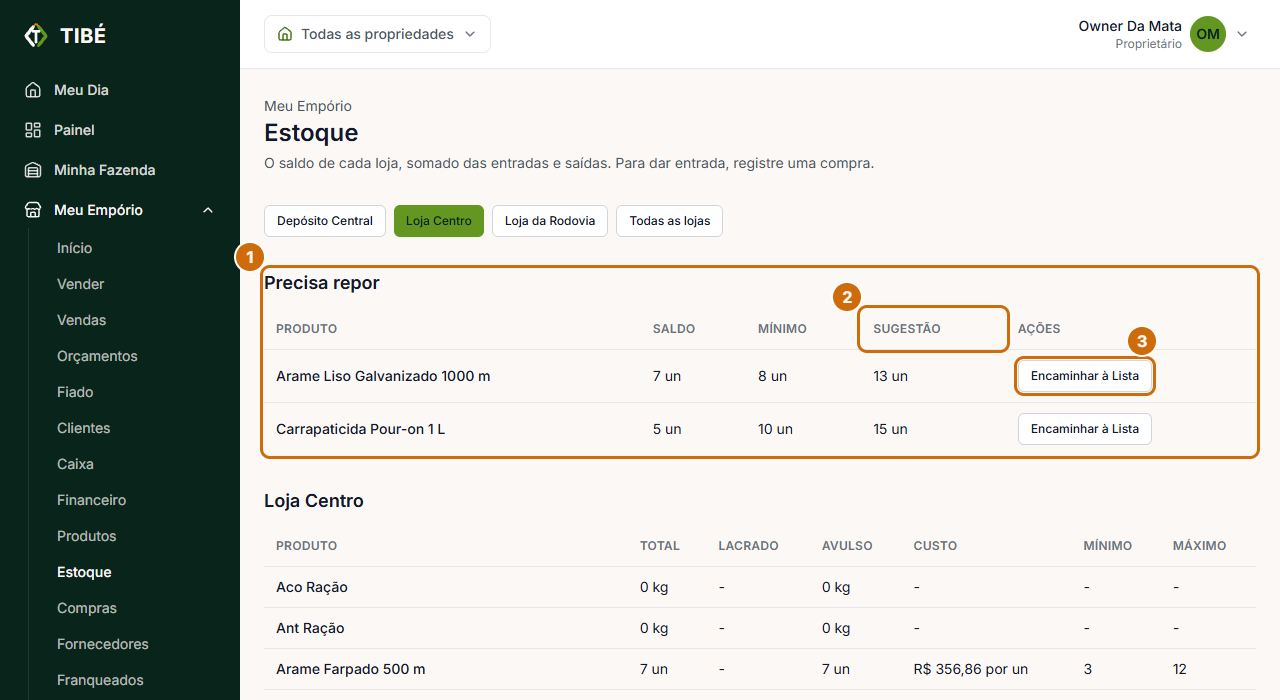 TIBÉ
Todas as propriedades
Owner Da Mata
Proprietário
OM
Meu Dia
Painel
Minha Fazenda
Meu Empório
Início
Vender
Vendas
Orçamentos
Fiado
Clientes
Caixa
Financeiro
Produtos
Estoque
Compras
Fornecedores
Franqueados
Meu Empório
Estoque
O saldo de cada loja, somado das entradas e saídas. Para dar entrada, registre uma compra.
Depósito Central Loja Centro Loja da Rodovia Todas as lojas
1
Precisa repor
2
3
PRODUTO SALDO MÍNIMO SUGESTÃO AÇÕES
Arame Liso Galvanizado 1000 m 7 un 8 un 13 un Encaminhar à Lista
Carrapaticida Pour-on 1 L 5 un 10 un 15 un Encaminhar à Lista
Loja Centro
PRODUTO TOTAL LACRADO AVULSO CUSTO MÍNIMO MÁXIMO
Aco Ração 0 kg - 0 kg - - -
Ant Ração 0 kg - 0 kg - - -
Arame Farpado 500 m 7 un - 7 un R$ 356,86 por un 3 12